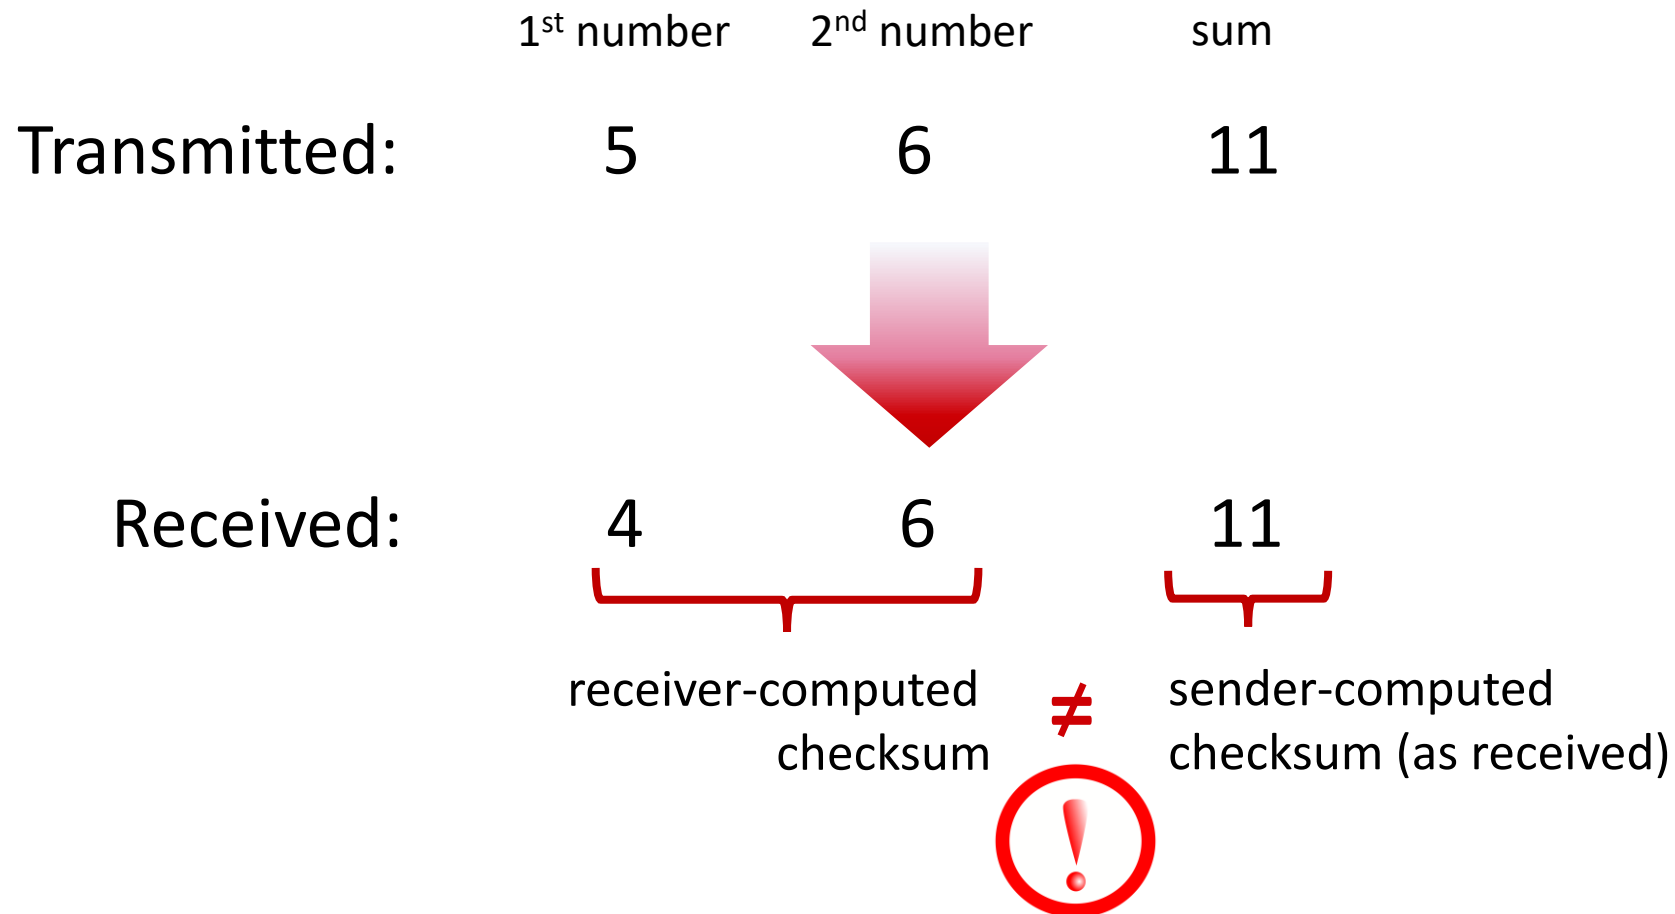 1st number 2nd number sum
Transmitted: 5 6 11
Received: 4 6 11
receiver-computed ≠ sender-computed
checksum checksum (as received)
!